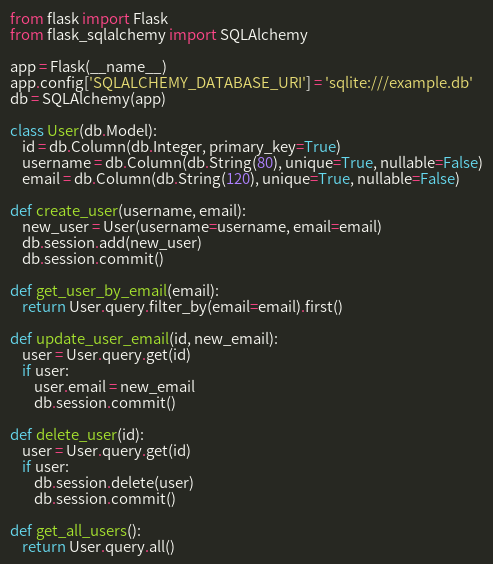 from flask import Flask
from flask_sqlalchemy import SQLAlchemy

app = Flask(__name__)
app.config['SQLALCHEMY_DATABASE_URI'] = 'sqlite:///example.db'
db = SQLAlchemy(app)

class User(db.Model):
    id = db.Column(db.Integer, primary_key=True)
    username = db.Column(db.String(80), unique=True, nullable=False)
    email = db.Column(db.String(120), unique=True, nullable=False)

def create_user(username, email):
    new_user = User(username=username, email=email)
    db.session.add(new_user)
    db.session.commit()

def get_user_by_email(email):
    return User.query.filter_by(email=email).first()

def update_user_email(id, new_email):
    user = User.query.get(id)
    if user:
        user.email = new_email
        db.session.commit()

def delete_user(id):
    user = User.query.get(id)
    if user:
        db.session.delete(user)
        db.session.commit()

def get_all_users():
    return User.query.all()